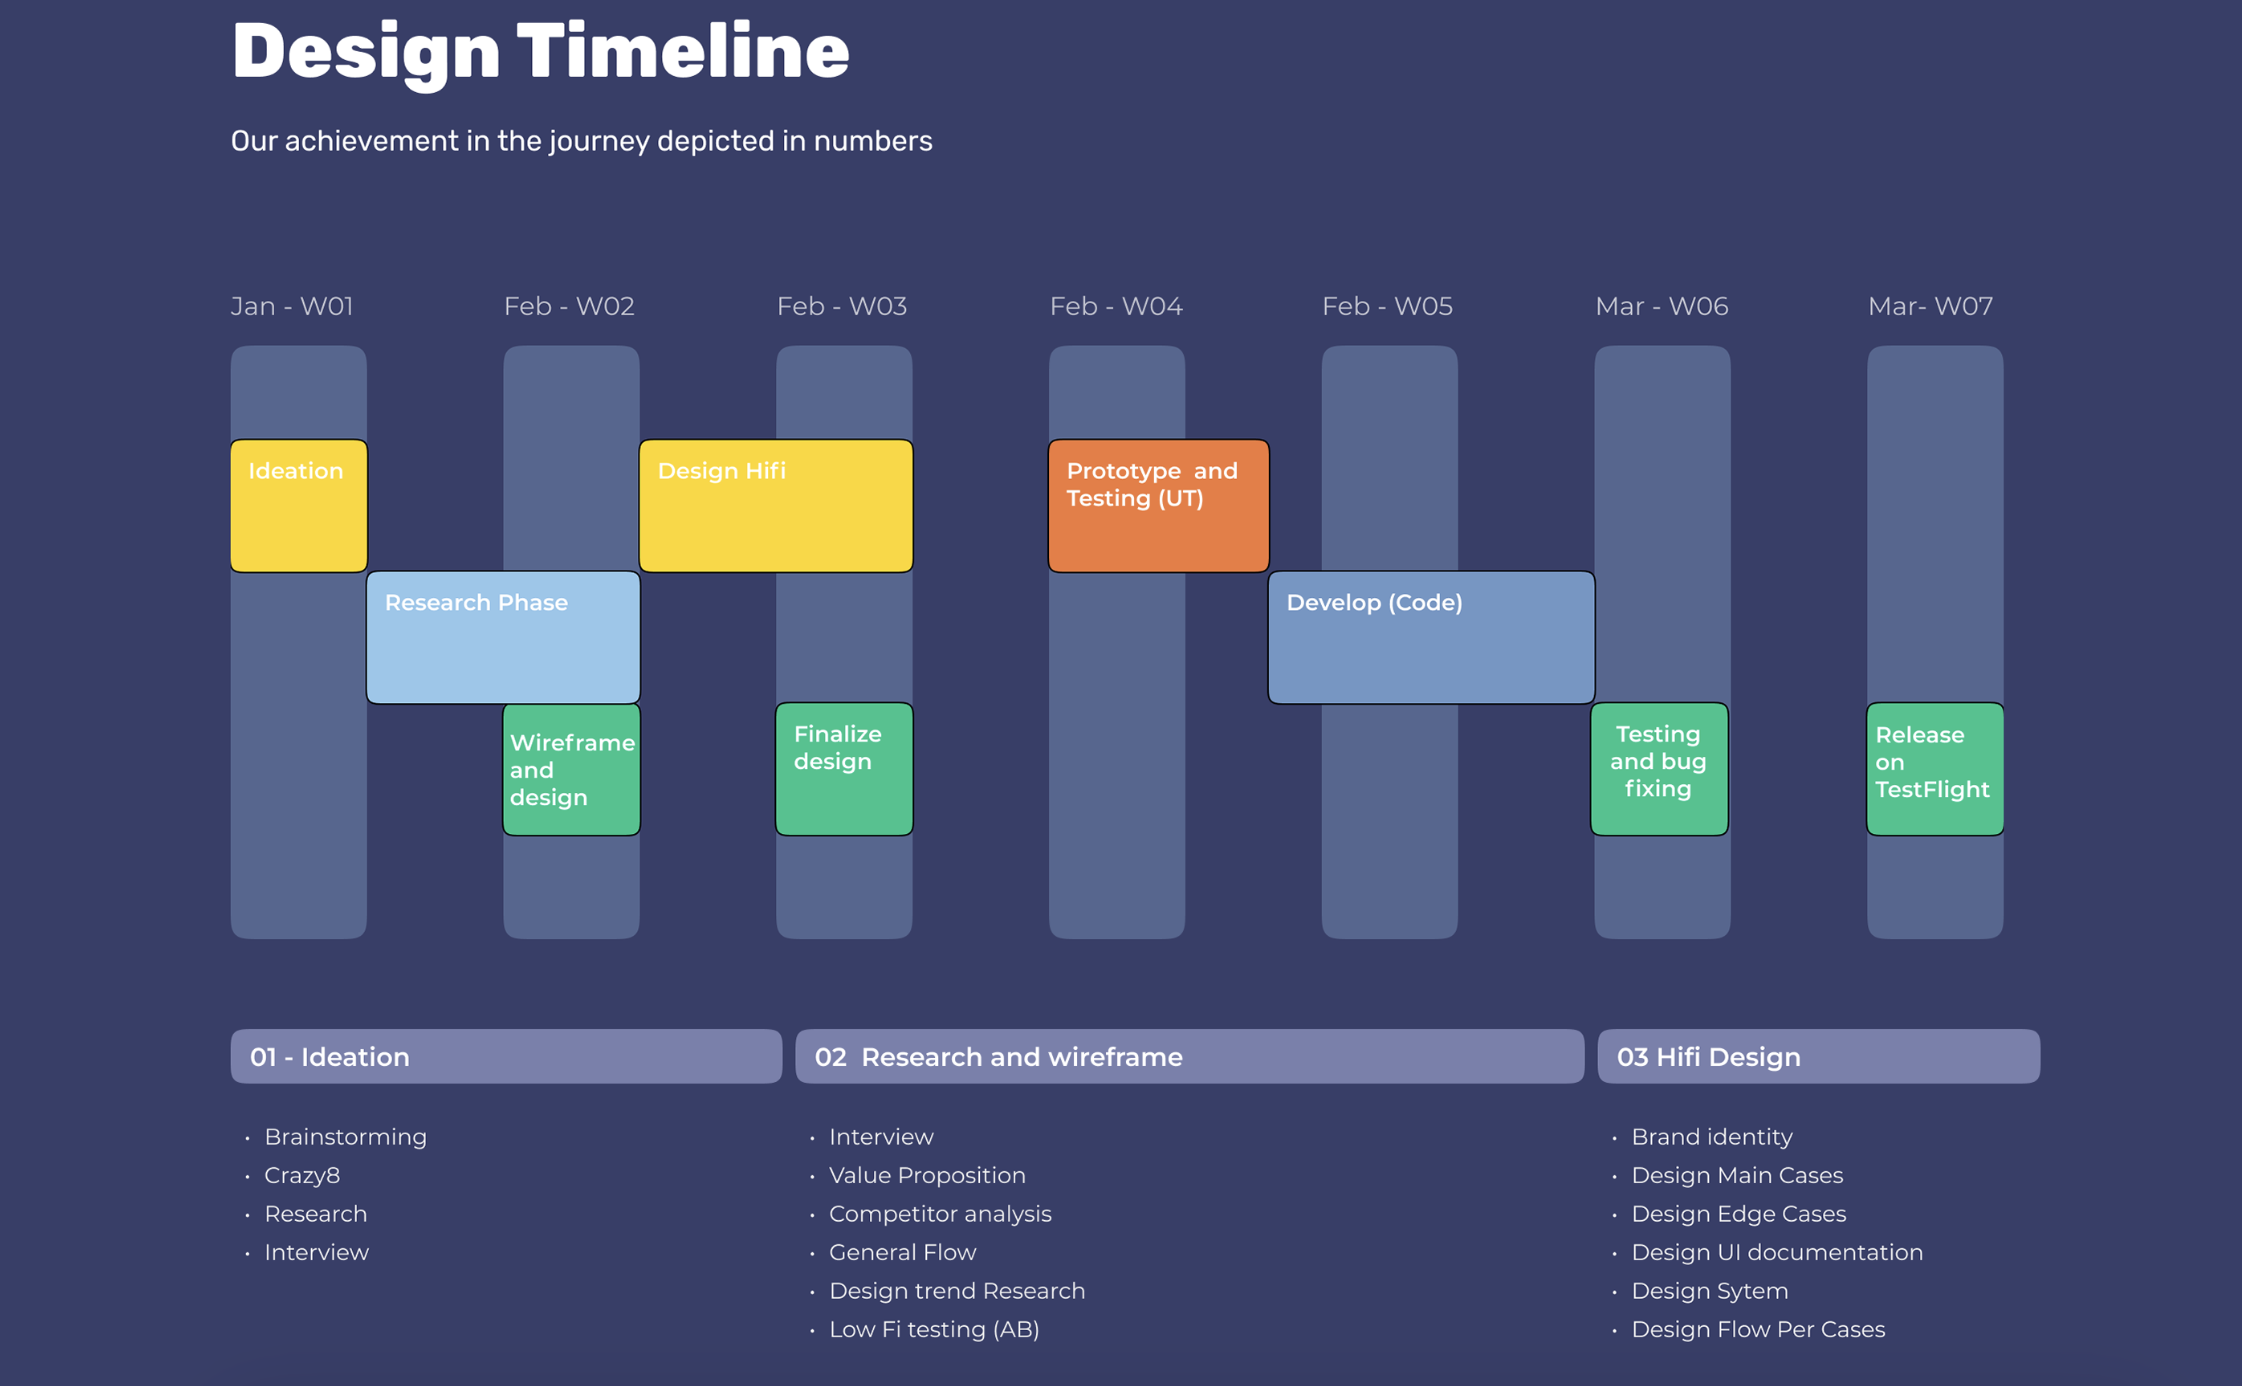 Design Timeline
Our achievement in the journey depicted in numbers
Jan - W01
Feb - W02
Feb - W03
Feb - W04
Feb - W05
Mar - W06
Mar- W07
Ideation
Design Hifi
Prototype  and
Testing (UT)
Research Phase
Develop (Code)
Wireframe
and
design
Finalize
design
Testing
and bug
fixing
Release
on
TestFlight
01 - Ideation
• Brainstorming
• Crazy8
• Research
• Interview
02  Research and wireframe
• Interview
• Value Proposition
• Competitor analysis
• General Flow
• Design trend Research
• Low Fi testing (AB)
03 Hifi Design
• Brand identity
• Design Main Cases
• Design Edge Cases
• Design UI documentation
• Design Sytem
• Design Flow Per Cases